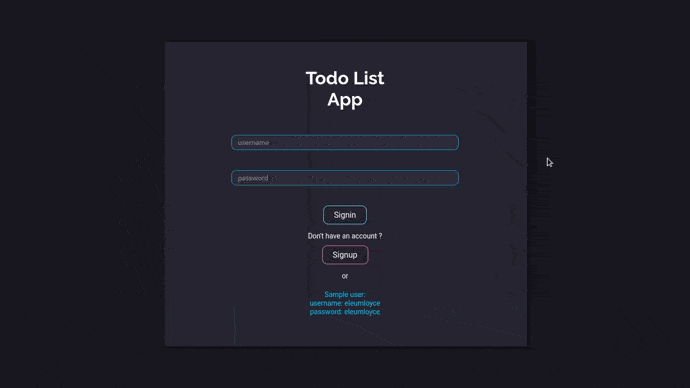 Todo List
App
username
password
Signin
Don't have an account ?
Signup
or
Sample user:
username: eleumloyce
password: eleumloyce